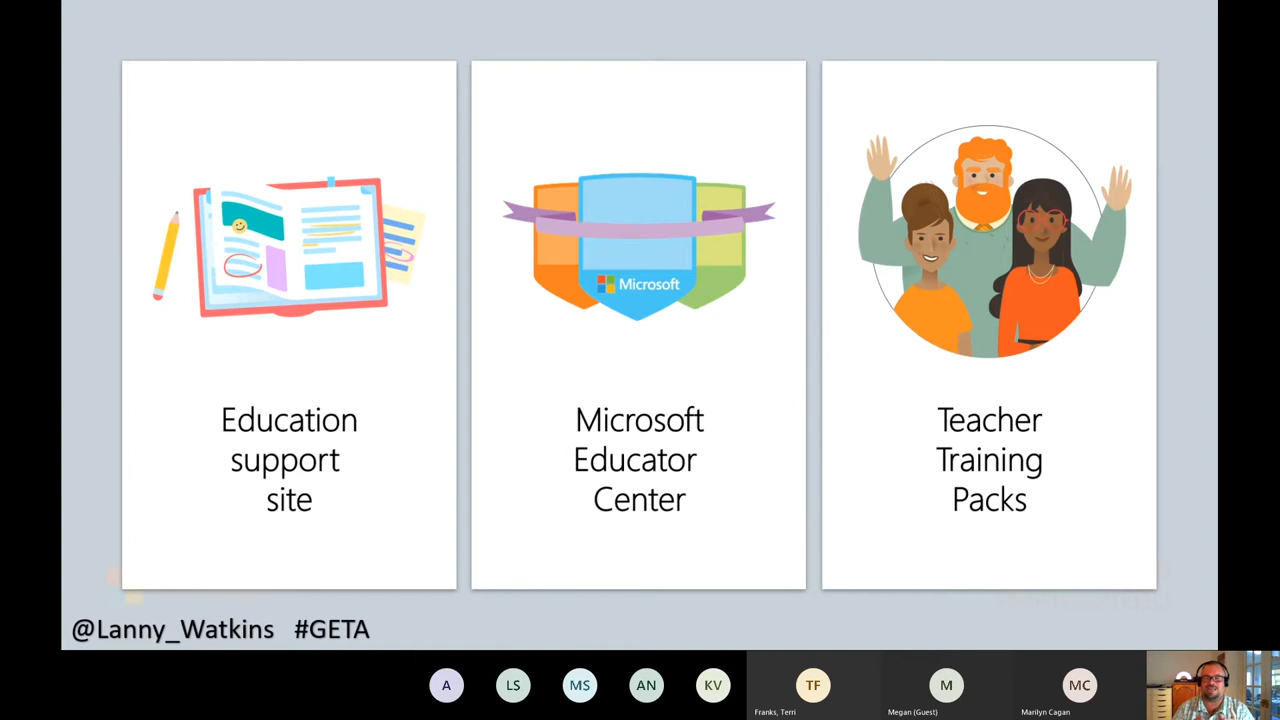 Microsoft
Education
support
site
Microsoft
Educator
Center
Teacher
Training
Packs
@Lanny_Watkins #GETA
A
LS
MS
AN
KV
TF
M
MC
Franks, Terri
Megan (Guest)
Marilyn Cagan